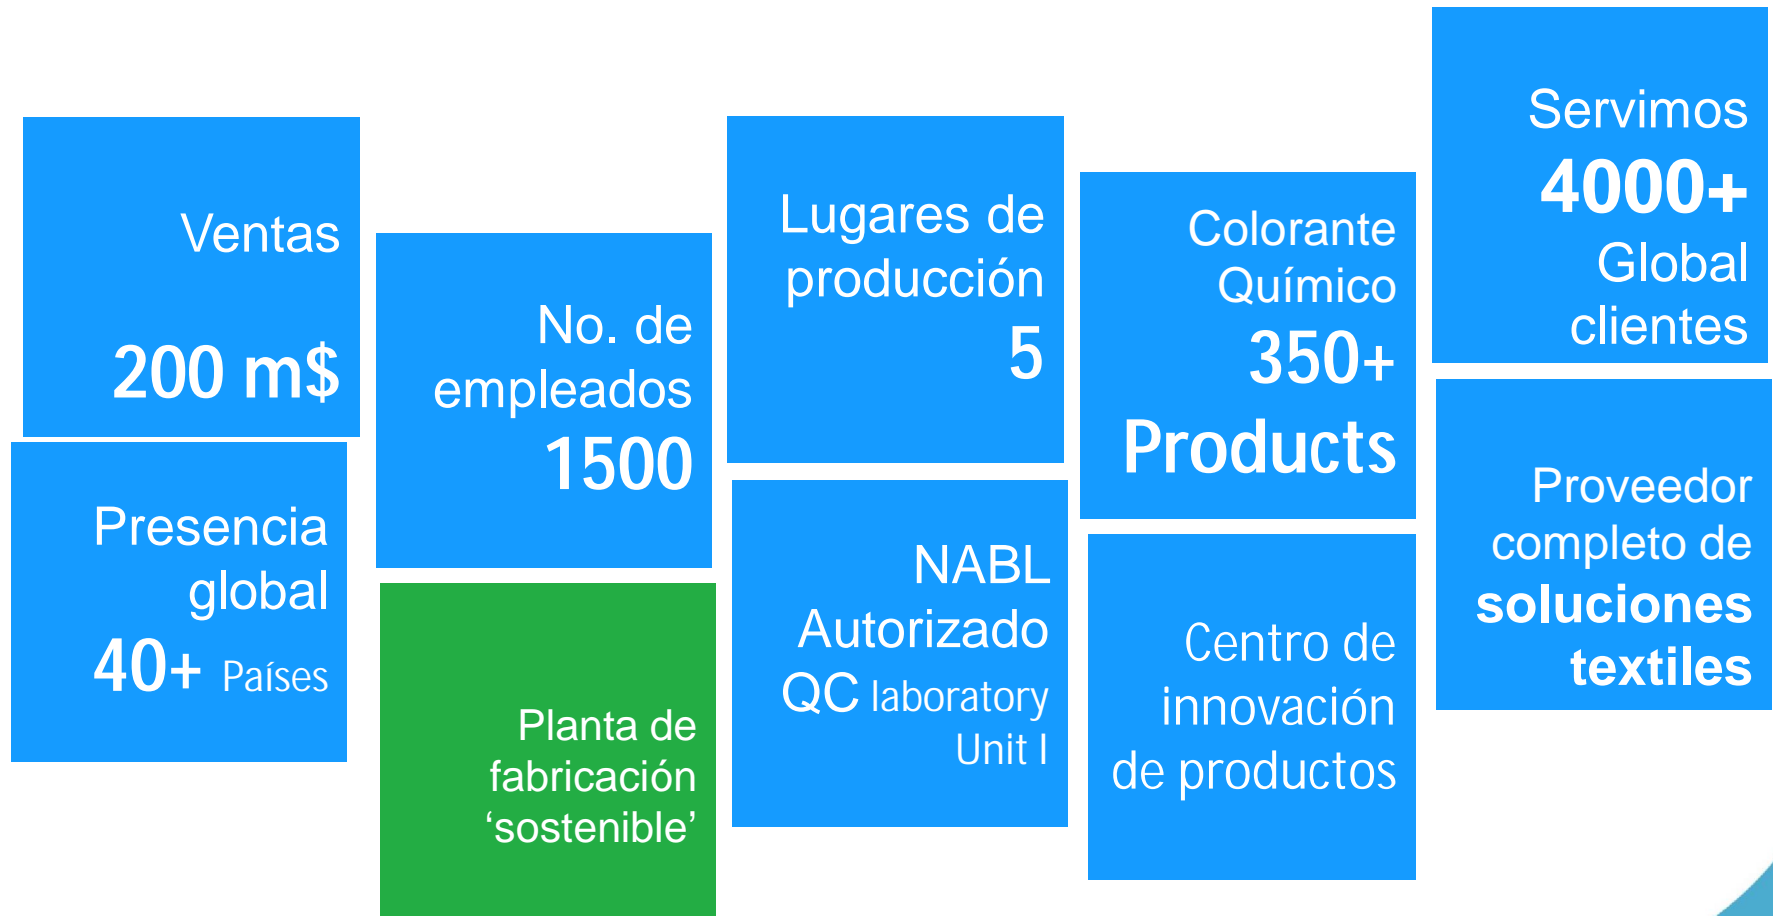 Ventas
200 m$
Presencia
global
40+ Países
No. de
empleados
1500
Planta de
fabricación
‘sostenible’
Lugares de
producción
5
NABL
Autorizado
QC laboratory
Unit I
Colorante
Químico
350+
Products
Centro de
innovación
de productos
Servimos
4000+
Global
clientes
Proveedor
completo de
soluciones
textiles